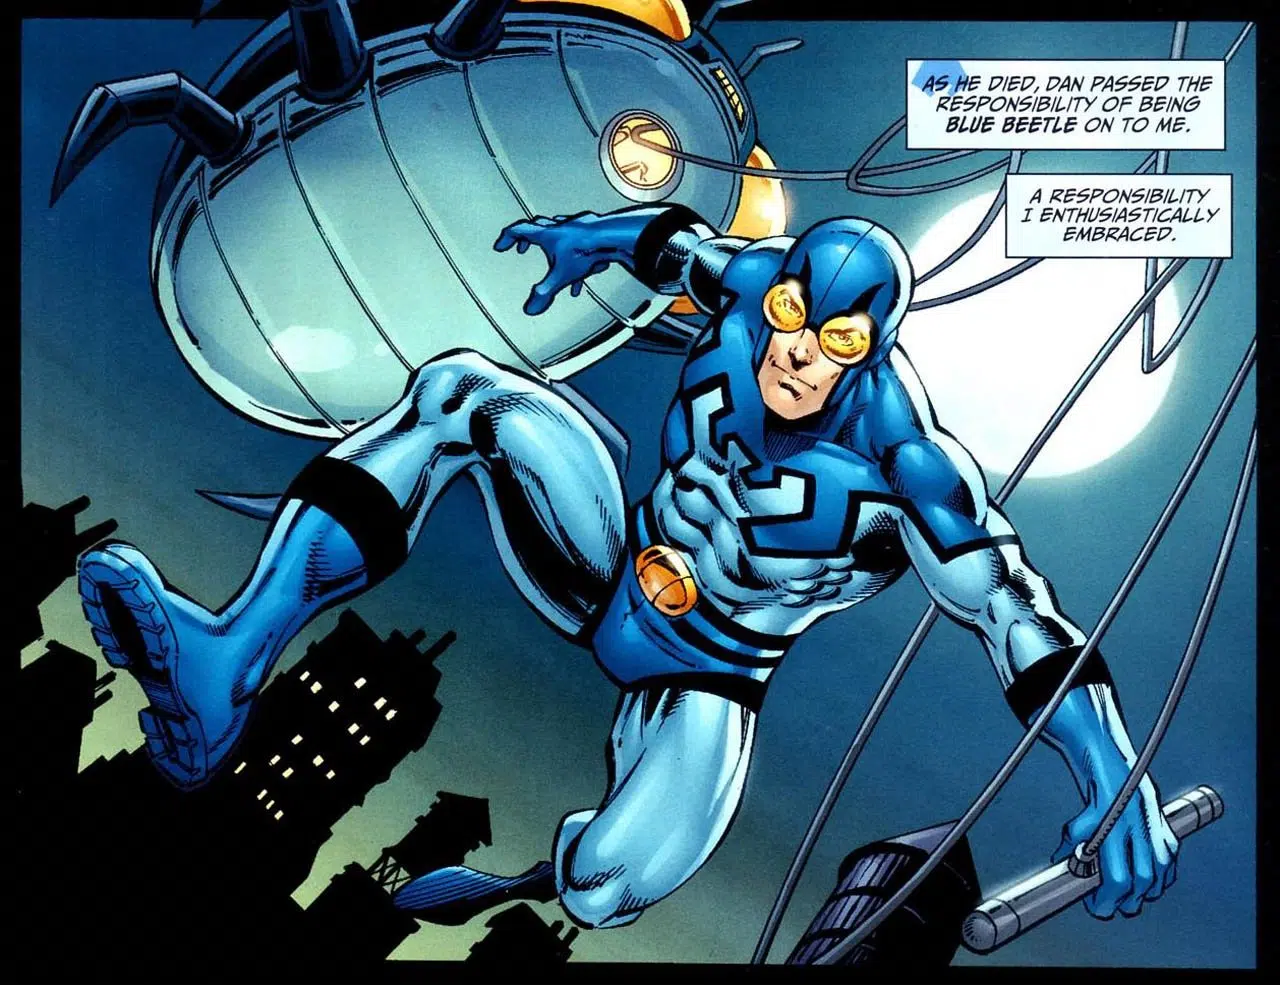 AS HE DIED, DAN PASSED THE
RESPONSIBILITY OF BEING
BLUE BEETLE ON TO ME.
A RESPONSIBILITY
I ENTHUSIASTICALLY
EMBRACED.